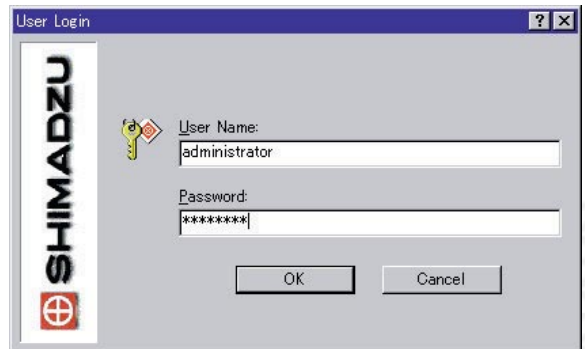 User Login
SHIMADZU
User Name:
administrator
Password:
********
OK
Cancel